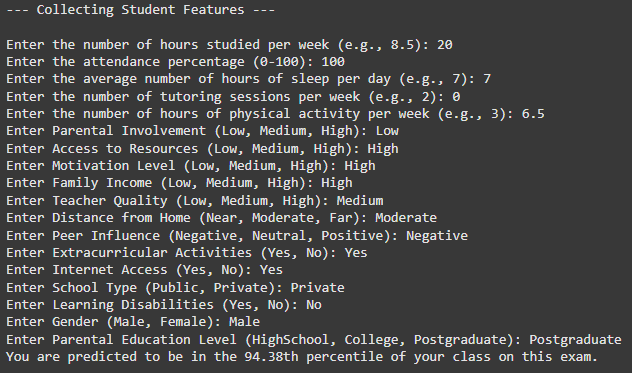 --- Collecting Student Features ---
Enter the number of hours studied per week (e.g., 8.5): 20
Enter the attendance percentage (0-100): 100
Enter the average number of hours of sleep per day (e.g., 7): 7
Enter the number of tutoring sessions per week (e.g., 2): 0
Enter the number of hours of physical activity per week (e.g., 3): 6.5
Enter Parental Involvement (Low, Medium, High): Low
Enter Access to Resources (Low, Medium, High): High
Enter Motivation Level (Low, Medium, High): High
Enter Family Income (Low, Medium, High): High
Enter Teacher Quality (Low, Medium, High): Medium
Enter Distance from Home (Near, Moderate, Far): Moderate
Enter Peer Influence (Negative, Neutral, Positive): Negative
Enter Extracurricular Activities (Yes, No): Yes
Enter Internet Access (Yes, No): Yes
Enter School Type (Public, Private): Private
Enter Learning Disabilities (Yes, No): No
Enter Gender (Male, Female): Male
Enter Parental Education Level (HighSchool, College, Postgraduate): Postgraduate
You are predicted to be in the 94.38th percentile of your class on this exam.